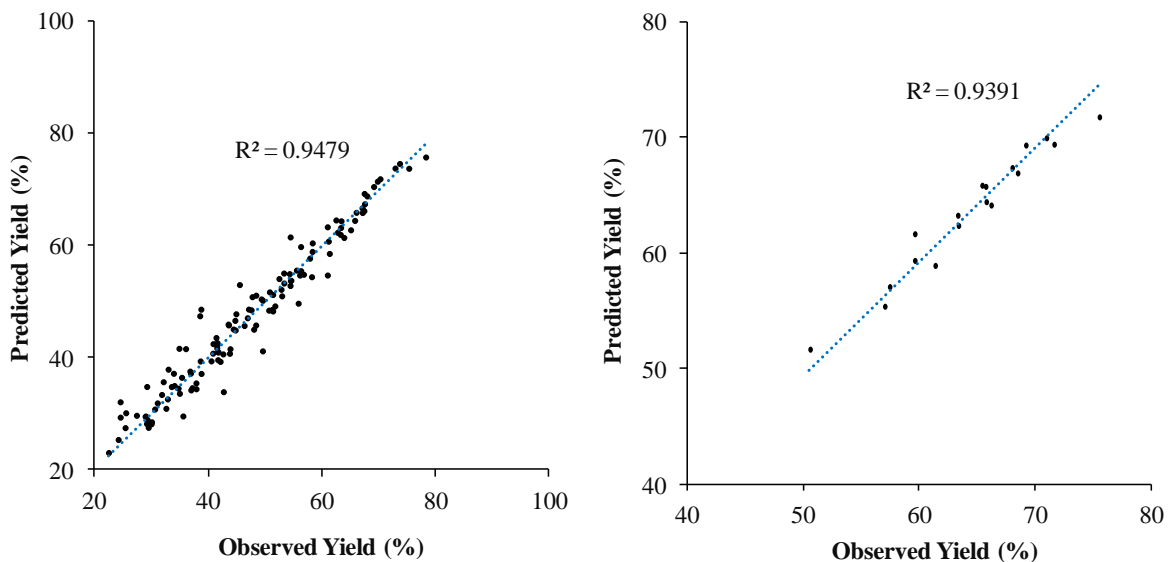 100
80
60
40
20
Predicted Yield (%)
R² = 0.9479
20 40 60 80 100
Observed Yield (%)
80
70
60
50
40
Predicted Yield (%)
R² = 0.9391
40 50 60 70 80
Observed Yield (%)